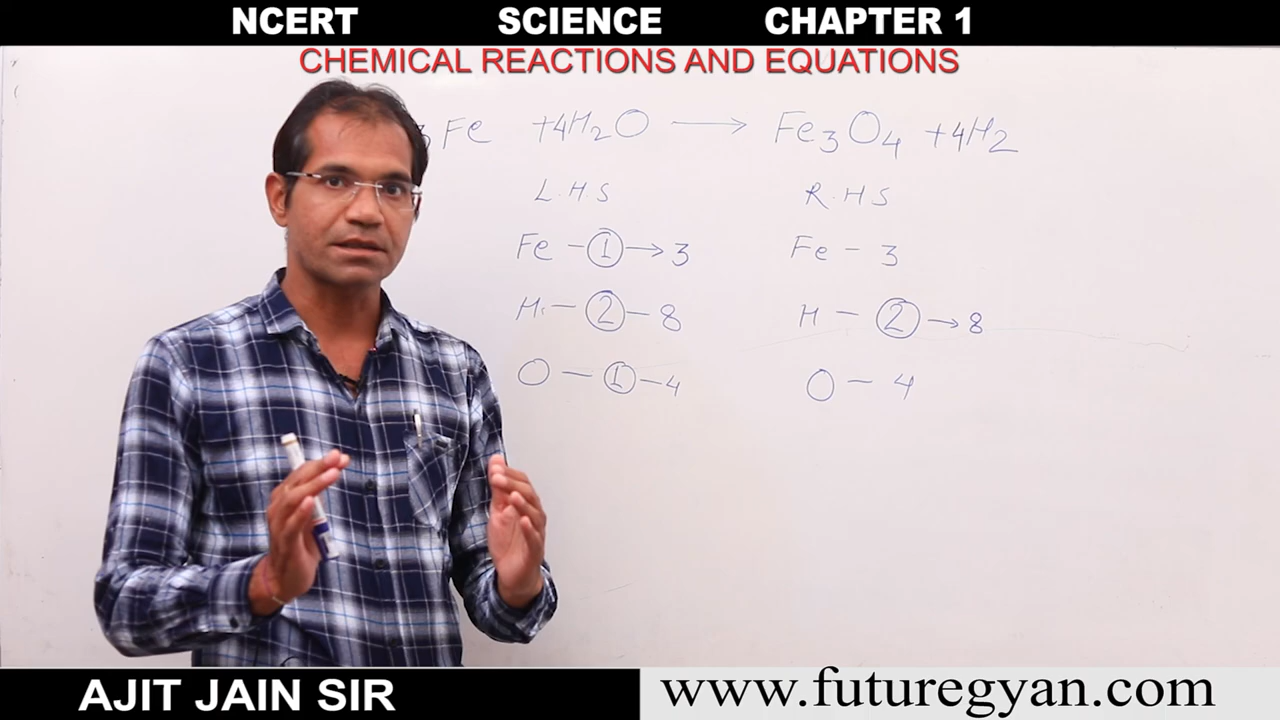 NCERT SCIENCE CHAPTER 1
CHEMICAL REACTIONS AND EQUATIONS
3 Fe +4H₂O → Fe₃O₄ +4H₂
L.H.S R.H.S
Fe - 1 → 3 Fe - 3
H - 2 - 8 H - 2 → 8
O - 1 - 4 O - 4
AJIT JAIN SIR www.futuregyan.com